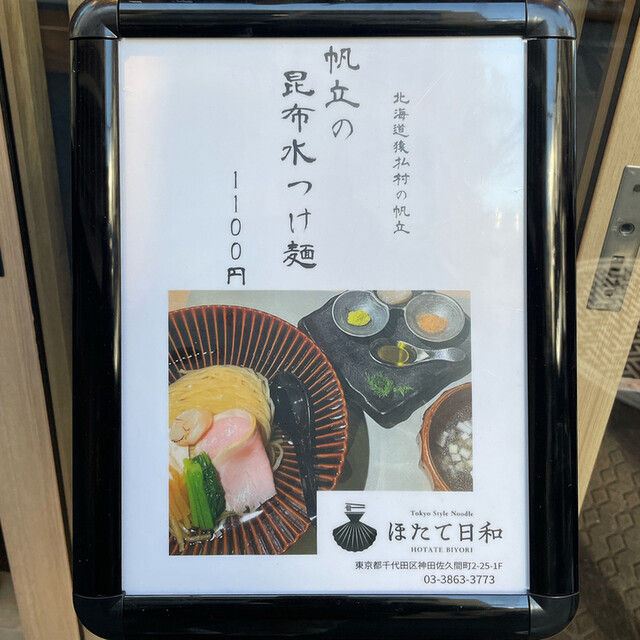 北海道後払村の帆立
帆立の
昆布水つけ麺
1100円
Tokyo Style Noodle
ほたて日和
HOTATE BIYORI
東京都千代田区神田佐久間町2-25-1F
03-3863-3773